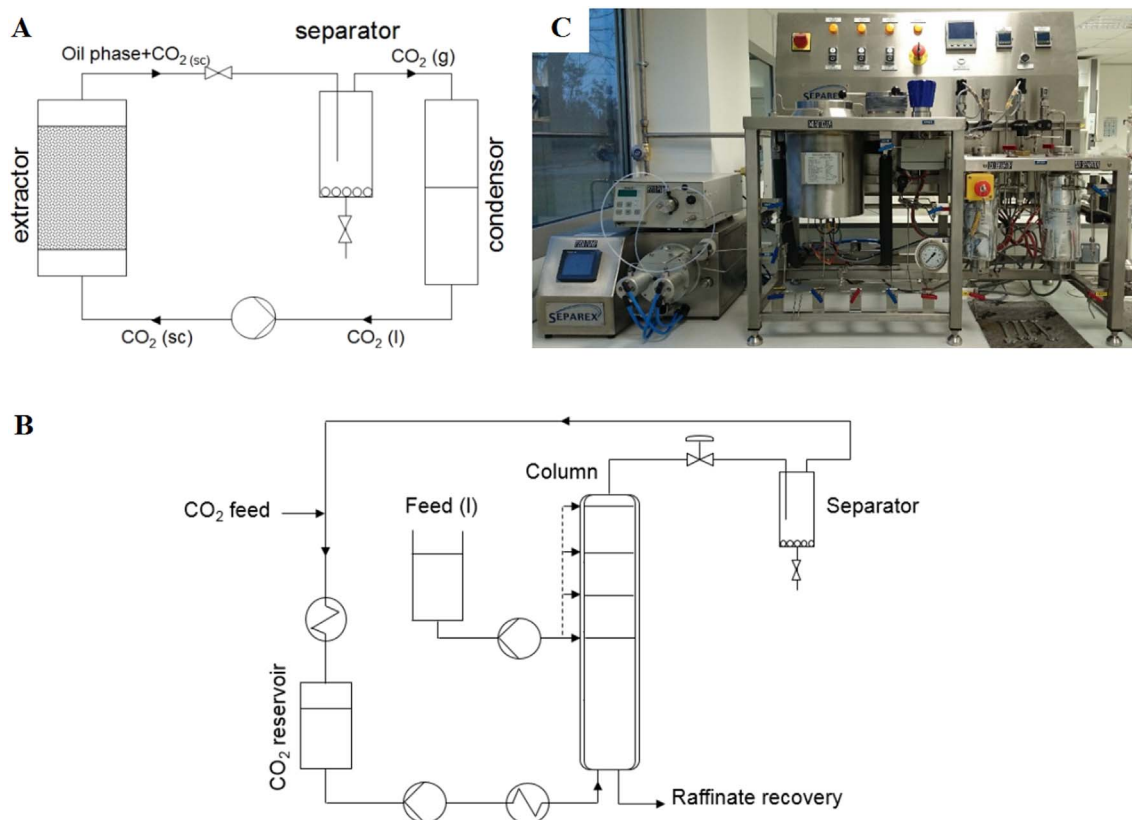 A
Oil phase+CO2 (sc)
separator
CO2 (g)
extractor
condensor
CO2 (sc)
CO2 (l)
C
SEPAREX
SEPAREX
B
CO2 feed
Feed (l)
Column
Separator
CO2 reservoir
Raffinate recovery